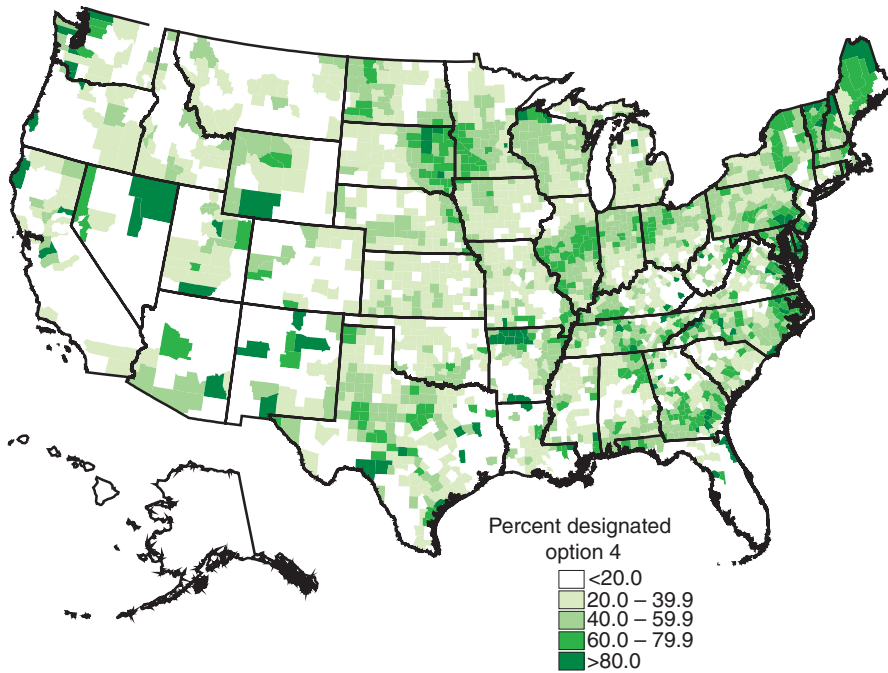 Percent designated
option 4
<20.0
20.0 – 39.9
40.0 – 59.9
60.0 – 79.9
>80.0